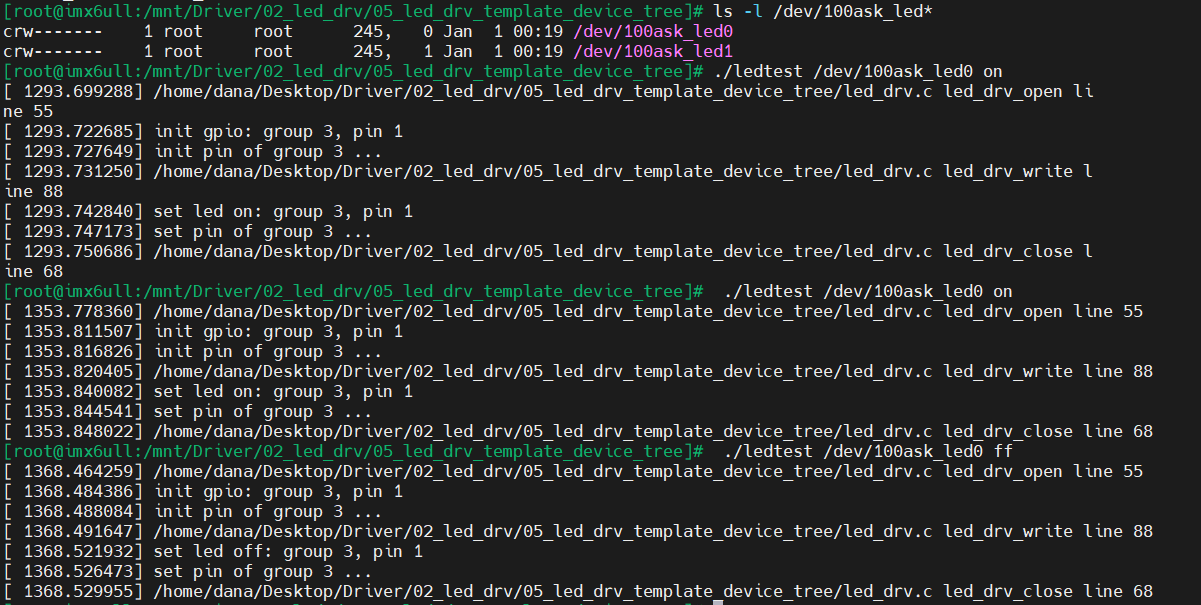 [root@imx6ull:/mnt/Driver/02_led_drv/05_led_drv_template_device_tree]# ls -l /dev/100ask_led*
crw-------    1 root     root      245,   0 Jan  1 00:19 /dev/100ask_led0
crw-------    1 root     root      245,   1 Jan  1 00:19 /dev/100ask_led1
[root@imx6ull:/mnt/Driver/02_led_drv/05_led_drv_template_device_tree]# ./ledtest /dev/100ask_led0 on
[ 1293.699288] /home/dana/Desktop/Driver/02_led_drv/05_led_drv_template_device_tree/led_drv.c led_drv_open li
ne 55
[ 1293.722685] init gpio: group 3, pin 1
[ 1293.727649] init pin of group 3 ...
[ 1293.731250] /home/dana/Desktop/Driver/02_led_drv/05_led_drv_template_device_tree/led_drv.c led_drv_write l
ine 88
[ 1293.742840] set led on: group 3, pin 1
[ 1293.747173] set pin of group 3 ...
[ 1293.750686] /home/dana/Desktop/Driver/02_led_drv/05_led_drv_template_device_tree/led_drv.c led_drv_close l
ine 68
[root@imx6ull:/mnt/Driver/02_led_drv/05_led_drv_template_device_tree]#  ./ledtest /dev/100ask_led0 on
[ 1353.778360] /home/dana/Desktop/Driver/02_led_drv/05_led_drv_template_device_tree/led_drv.c led_drv_open line 55
[ 1353.811507] init gpio: group 3, pin 1
[ 1353.816826] init pin of group 3 ...
[ 1353.820405] /home/dana/Desktop/Driver/02_led_drv/05_led_drv_template_device_tree/led_drv.c led_drv_write line 88
[ 1353.840082] set led on: group 3, pin 1
[ 1353.844541] set pin of group 3 ...
[ 1353.848022] /home/dana/Desktop/Driver/02_led_drv/05_led_drv_template_device_tree/led_drv.c led_drv_close line 68
[root@imx6ull:/mnt/Driver/02_led_drv/05_led_drv_template_device_tree]#  ./ledtest /dev/100ask_led0 ff
[ 1368.464259] /home/dana/Desktop/Driver/02_led_drv/05_led_drv_template_device_tree/led_drv.c led_drv_open line 55
[ 1368.484386] init gpio: group 3, pin 1
[ 1368.488084] init pin of group 3 ...
[ 1368.491647] /home/dana/Desktop/Driver/02_led_drv/05_led_drv_template_device_tree/led_drv.c led_drv_write line 88
[ 1368.521932] set led off: group 3, pin 1
[ 1368.526473] set pin of group 3 ...
[ 1368.529955] /home/dana/Desktop/Driver/02_led_drv/05_led_drv_template_device_tree/led_drv.c led_drv_close line 68